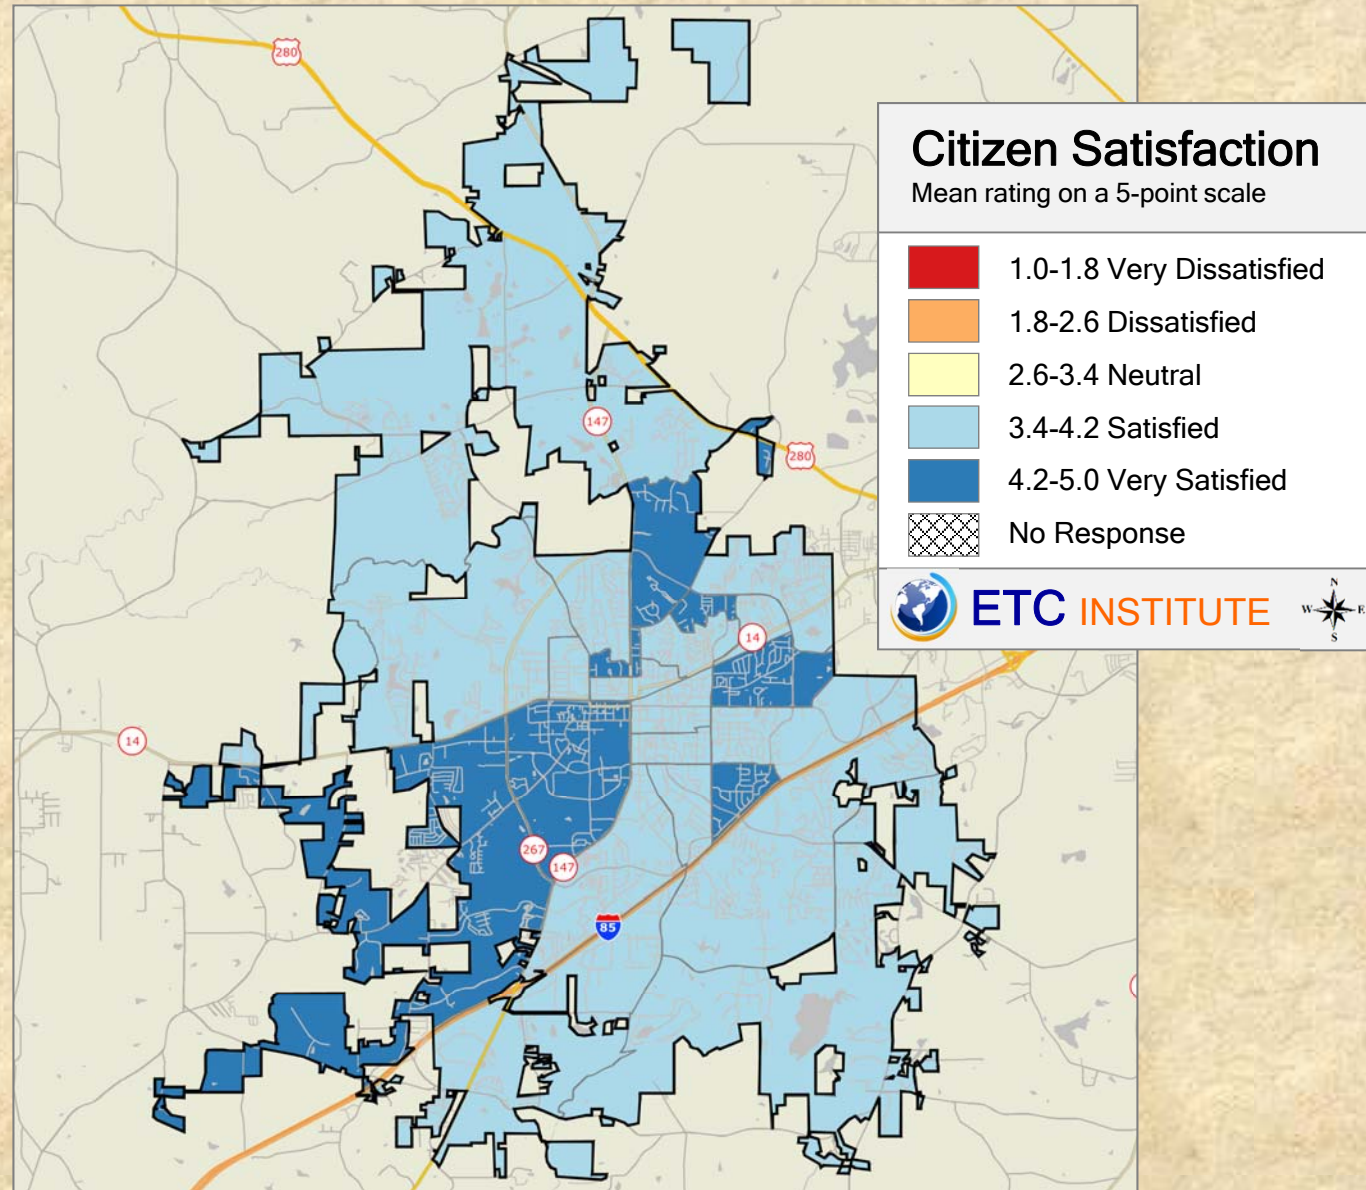 280
Citizen Satisfaction
Mean rating on a 5-point scale
1.0-1.8 Very Dissatisfied
1.8-2.6 Dissatisfied
2.6-3.4 Neutral
3.4-4.2 Satisfied
4.2-5.0 Very Satisfied
No Response
ETC INSTITUTE
N
W E
S
147
280
14
14
267
147
85